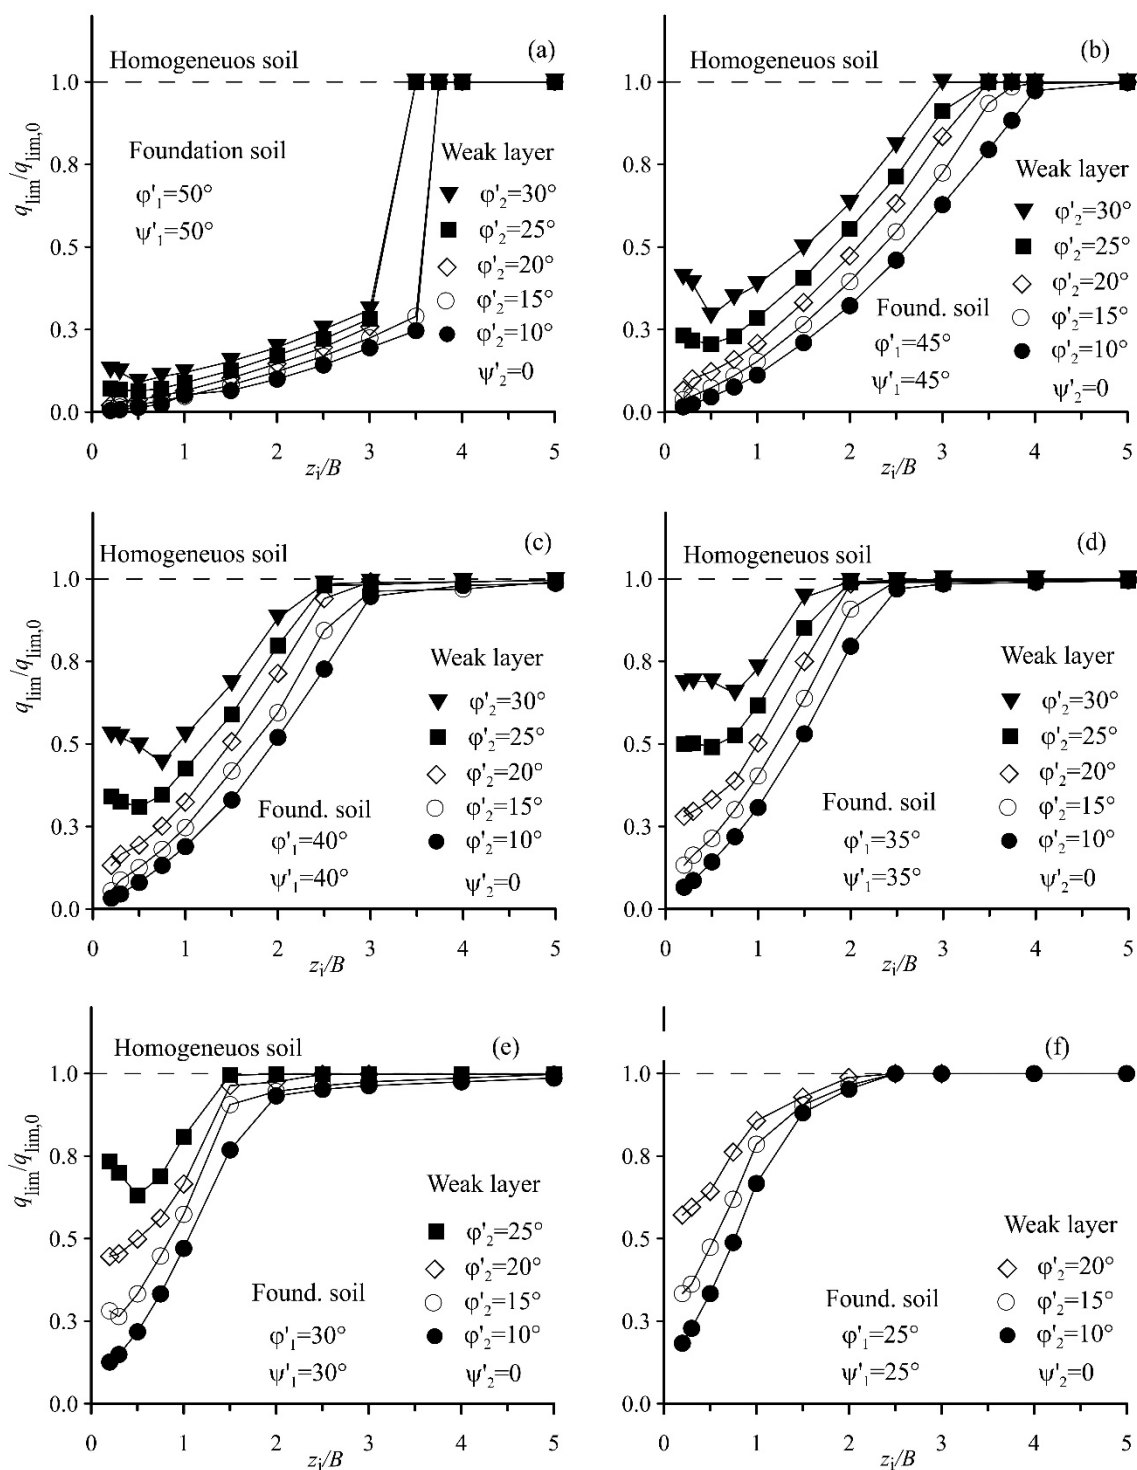 Homogeneuos soil
(a)
1.0
0.8
0.5
0.3
0.0
q_lim/q_lim,0
Foundation soil
φ'₁=50°
ψ'₁=50°
Weak layer
φ'₂=30°
φ'₂=25°
φ'₂=20°
φ'₂=15°
φ'₂=10°
ψ'₂=0
0 1 2 3 4 5
z_i/B
Homogeneuos soil
(b)
1.0
0.8
0.5
0.3
0.0
Weak layer
φ'₂=30°
φ'₂=25°
φ'₂=20°
φ'₂=15°
φ'₂=10°
ψ'₂=0
Found. soil
φ'₁=45°
ψ'₁=45°
0 1 2 3 4 5
z_i/B
Homogeneuos soil
(c)
1.0
0.8
0.5
0.3
0.0
q_lim/q_lim,0
Weak layer
φ'₂=30°
φ'₂=25°
φ'₂=20°
φ'₂=15°
φ'₂=10°
ψ'₂=0
Found. soil
φ'₁=40°
ψ'₁=40°
0 1 2 3 4 5
z_i/B
Homogeneuos soil
(d)
1.0
0.8
0.5
0.3
0.0
Weak layer
φ'₂=30°
φ'₂=25°
φ'₂=20°
φ'₂=15°
φ'₂=10°
ψ'₂=0
Found. soil
φ'₁=35°
ψ'₁=35°
0 1 2 3 4 5
z_i/B
Homogeneuos soil
(e)
1.0
0.8
0.5
0.3
0.0
q_lim/q_lim,0
Weak layer
φ'₂=25°
φ'₂=20°
φ'₂=15°
φ'₂=10°
ψ'₂=0
Found. soil
φ'₁=30°
ψ'₁=30°
0 1 2 3 4 5
z_i/B
(f)
1.0
0.8
0.5
0.3
0.0
Weak layer
φ'₂=20°
φ'₂=15°
φ'₂=10°
ψ'₂=0
Found. soil
φ'₁=25°
ψ'₁=25°
0 1 2 3 4 5
z_i/B